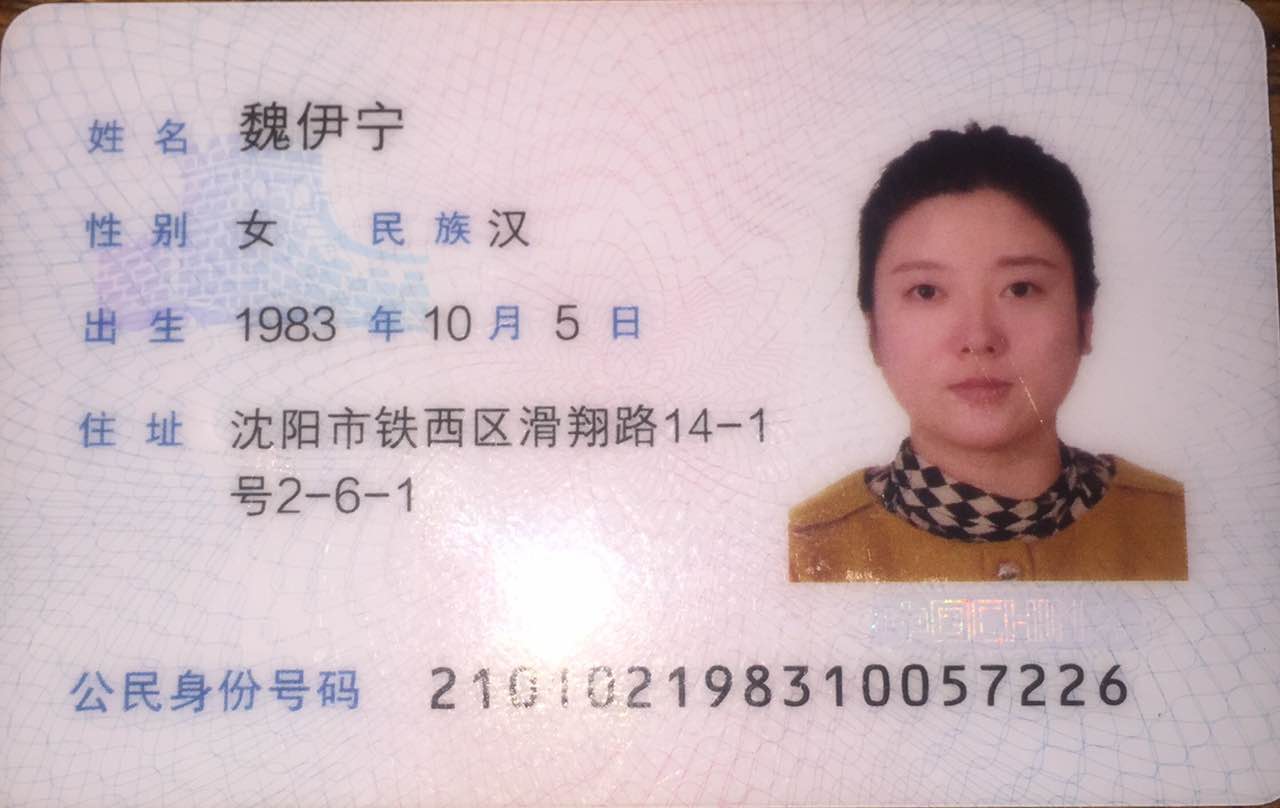 姓名 魏伊宁
性别 女 民族 汉
出生 1983 年 10 月 5 日
住址 沈阳市铁西区滑翔路14-1
号2-6-1
公民身份号码 210102198310057226